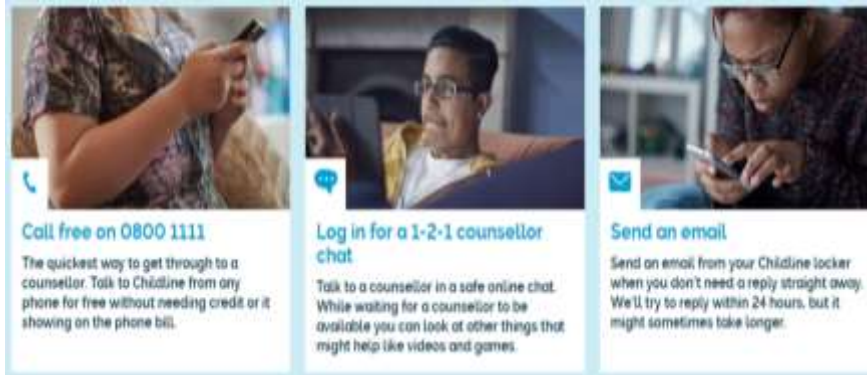 Call free on 0800 1111
The quickest way to get through to a
counsellor. Talk to Childline from any
phone for free without needing credit or it
showing on the phone bill.
Log in for a 1-2-1 counsellor
chat
Talk to a counsellor in a safe online chat.
While waiting for a counsellor to be
available you can look at other things that
might help like videos and games.
Send an email
Send an email from your Childline locker
when you don't need a reply straight away.
We'll try to reply within 24 hours, but it
might sometimes take longer.